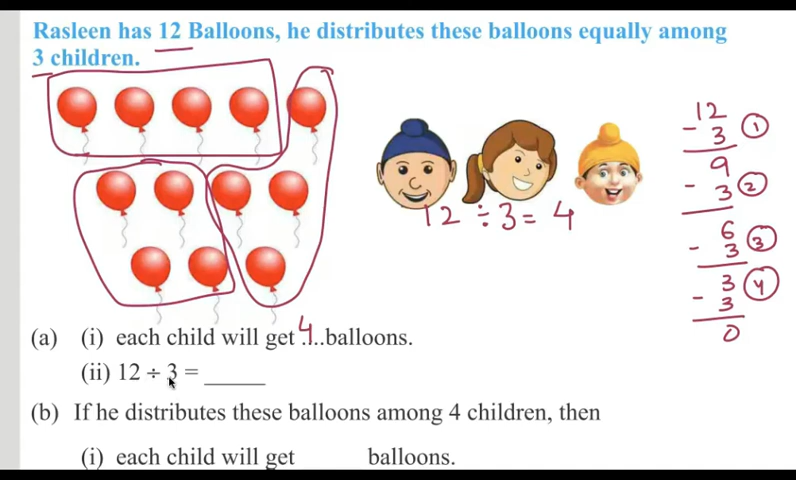 Rasleen has 12 Balloons, he distributes these balloons equally among
3 children.
12 ÷ 3 = 4
12
- 3 ①
9
- 3 ②
6
- 3 ③
3 ④
- 3
0
(a) (i) each child will get .4..balloons.
(ii) 12 ÷ 3 = ______
(b) If he distributes these balloons among 4 children, then
(i) each child will get balloons.